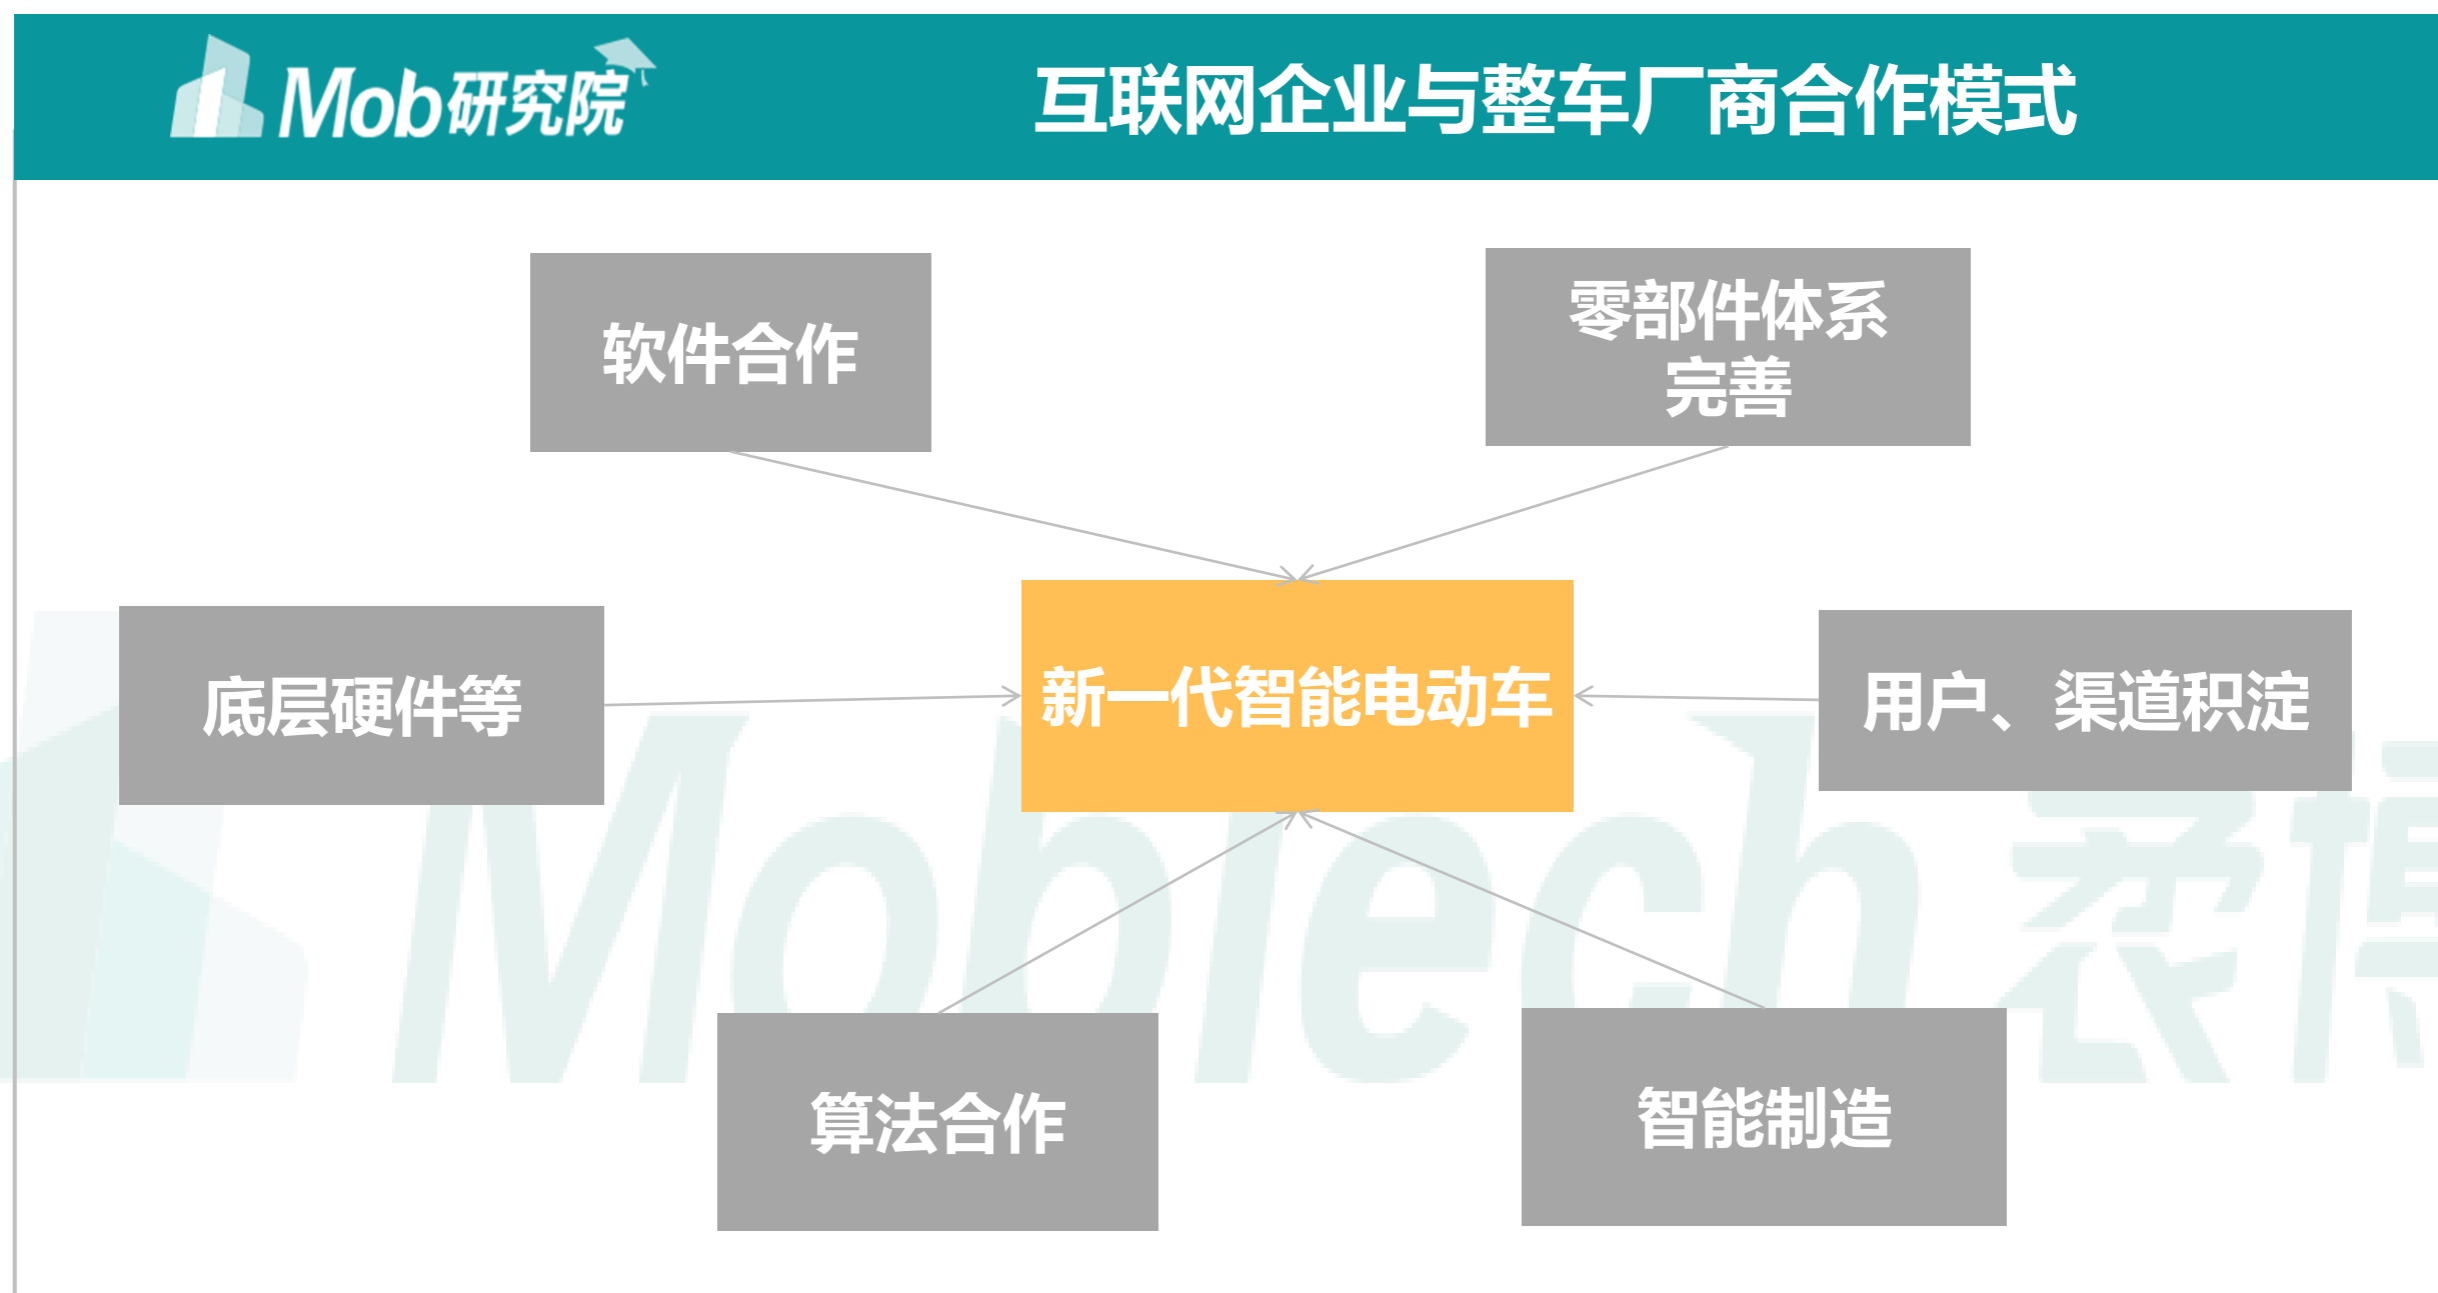 Mob研究院
互联网企业与整车厂商合作模式
软件合作
零部件体系
完善
底层硬件等
新一代智能电动车
用户、渠道积淀
算法合作
智能制造
MobTech